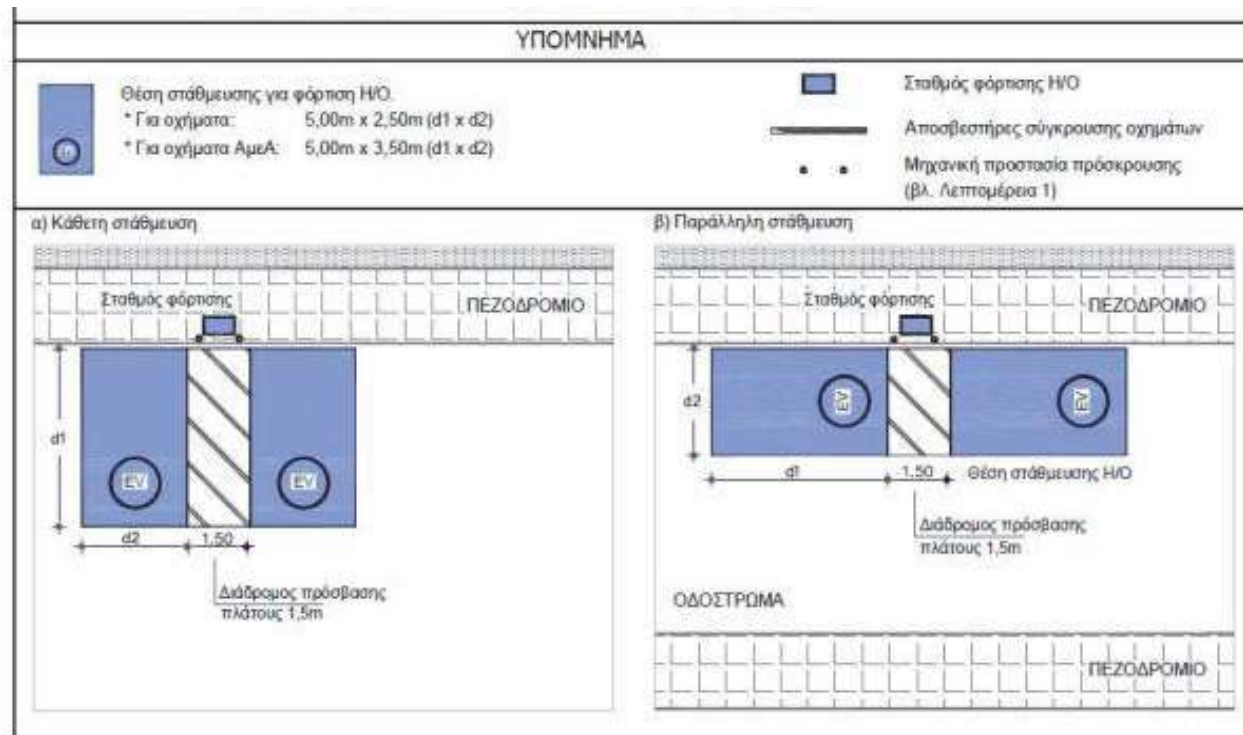 ΥΠΟΜΝΗΜΑ
Θέση στάθμευσης για φόρτιση Η/Ο.
* Για οχήματα: 5,00m x 2,50m (d1 x d2)
* Για οχήματα ΑμεΑ: 5,00m x 3,50m (d1 x d2)
Σταθμός φόρτισης Η/Ο
Αποσβεστήρες σύγκρουσης οχημάτων
Μηχανική προστασία πρόσκρουσης
(βλ. Λεπτομέρεια 1)
α) Κάθετη στάθμευση
Σταθμός φόρτισης
ΠΕΖΟΔΡΟΜΙΟ
d1
EV
EV
d2
1,50
Διάδρομος πρόσβασης
πλάτους 1,5m
β) Παράλληλη στάθμευση
Σταθμός φόρτισης
ΠΕΖΟΔΡΟΜΙΟ
d2
EV
EV
d1
1,50
Θέση στάθμευσης Η/Ο
Διάδρομος πρόσβασης
πλάτους 1,5m
ΟΔΟΣΤΡΩΜΑ
ΠΕΖΟΔΡΟΜΙΟ